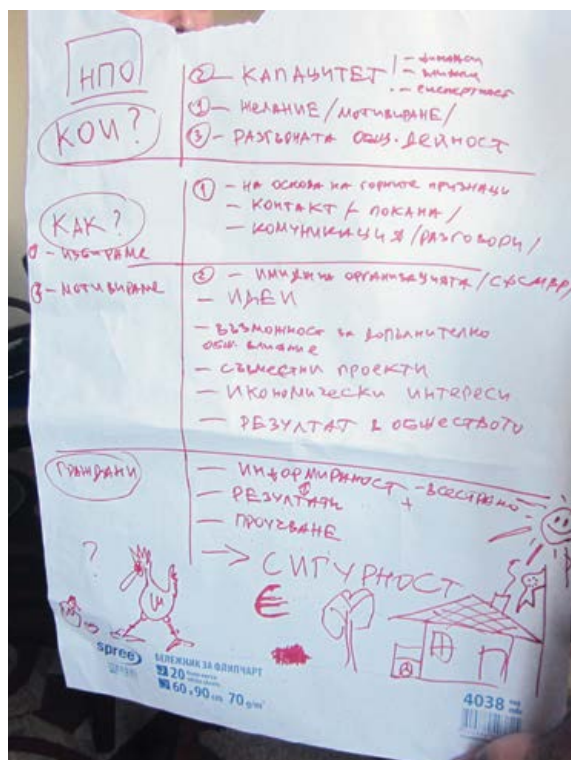 НПО
КОИ?
② – КАПАЦИТЕТ
– експертност
① – ЖЕЛАНИЕ /МОТИВИРАНЕ/
③ – РАЗГЪРНАТА ОБЩ. ДЕЙНОСТ
КАК?
① – ИЗБИРАМЕ
② – МОТИВИРАМЕ
① – НА ОСНОВА НА ГОРНИТЕ ПРИЗНАЦИ
– КОНТАКТ /– ПОКАНА/
– КОМУНИКАЦИЯ /РАЗГОВОРИ/
② – ИМИДЖ НА ОРГАНИЗАЦИЯТА
– ИДЕИ
– ВЪЗМОЖНОСТ ЗА ДОПЪЛНИТЕЛНО
ОБЩ. ВЛИЯНИЕ
– СЪВМЕСТНИ ПРОЕКТИ
– ИКОНОМИЧЕСКИ ИНТЕРЕСИ
– РЕЗУЛТАТ В ОБЩЕСТВОТО
ГРАЖДАНИ
– ИНФОРМИРАНОСТ – ВСЕСТРАННО
– РЕЗУЛТАТИ +
– ПРОУЧВАНЕ
→ СИГУРНОСТ
?
€
spree
БЕЛЕЖНИК ЗА ФЛИПЧАРТ
20
60 x 90 cm 70 g/m²
4038